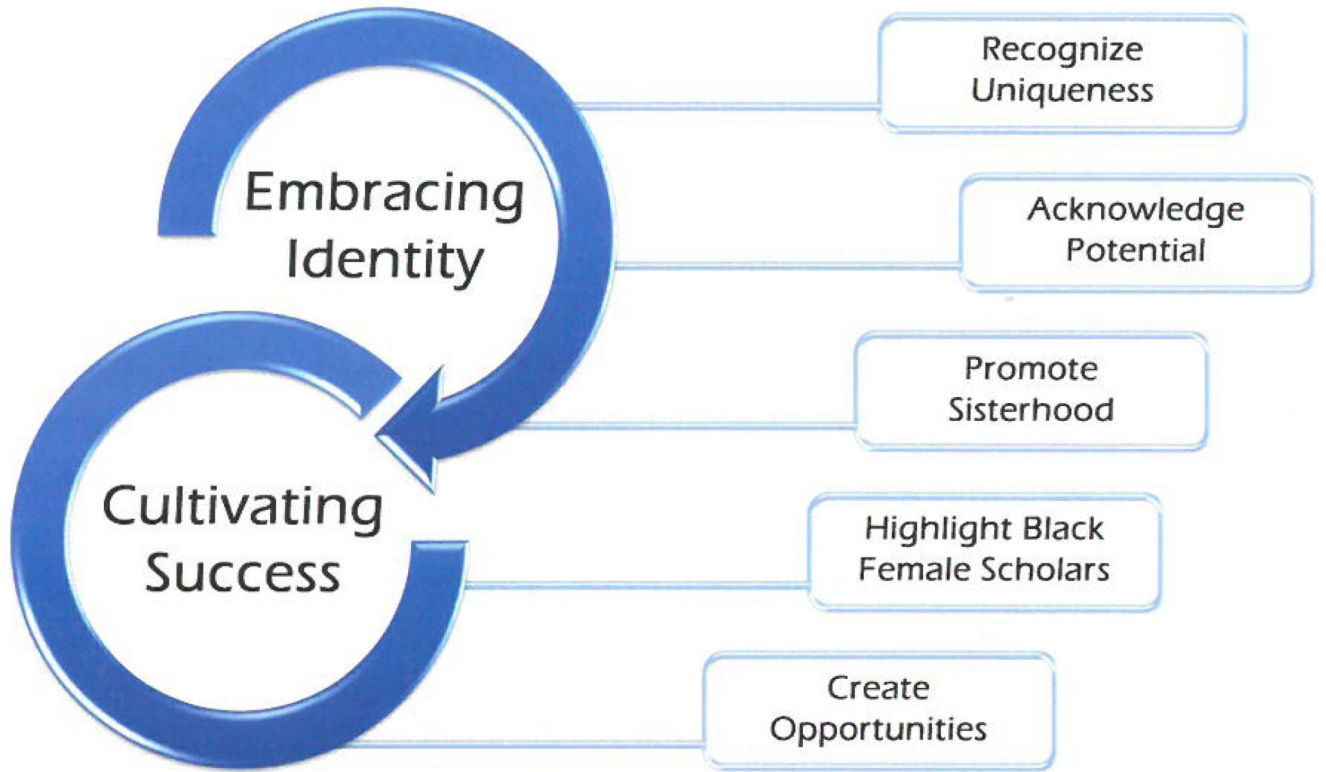 Embracing
Identity
Cultivating
Success
Recognize
Uniqueness
Acknowledge
Potential
Promote
Sisterhood
Highlight Black
Female Scholars
Create
Opportunities